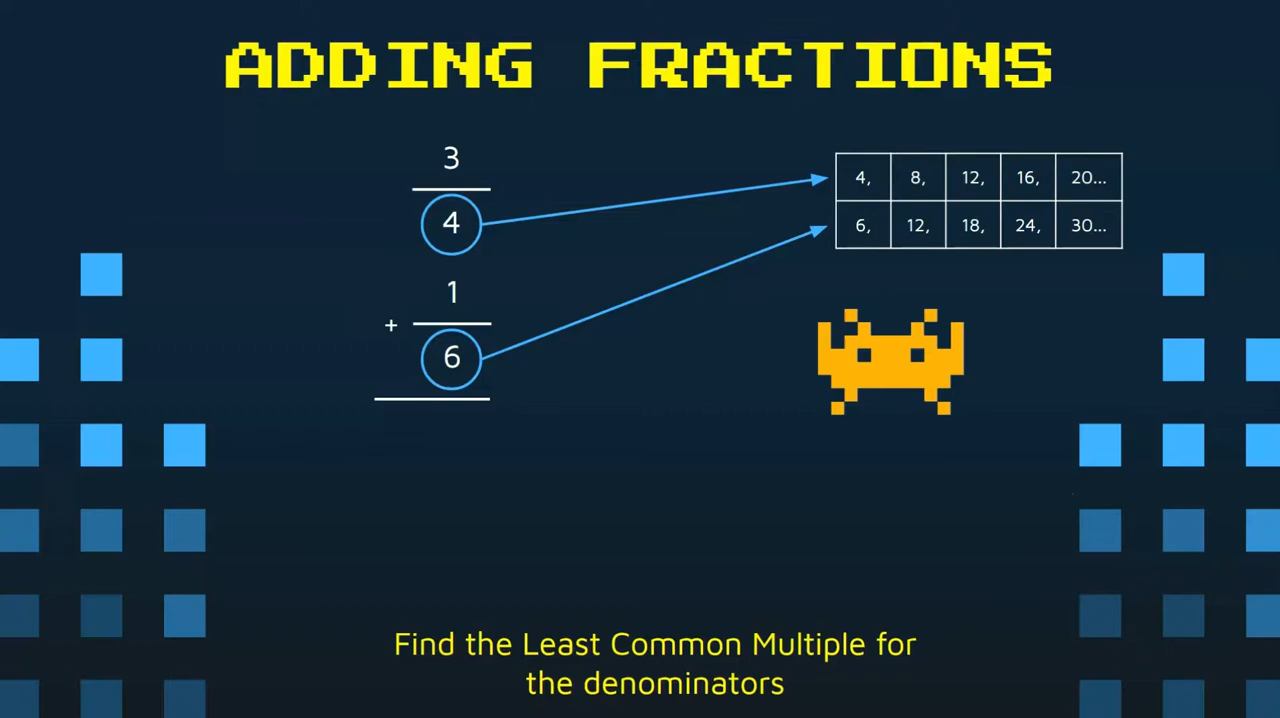 ADDING FRACTIONS
3
4
1
+
6
4, 8, 12, 16, 20...
6, 12, 18, 24, 30...
Find the Least Common Multiple for
the denominators